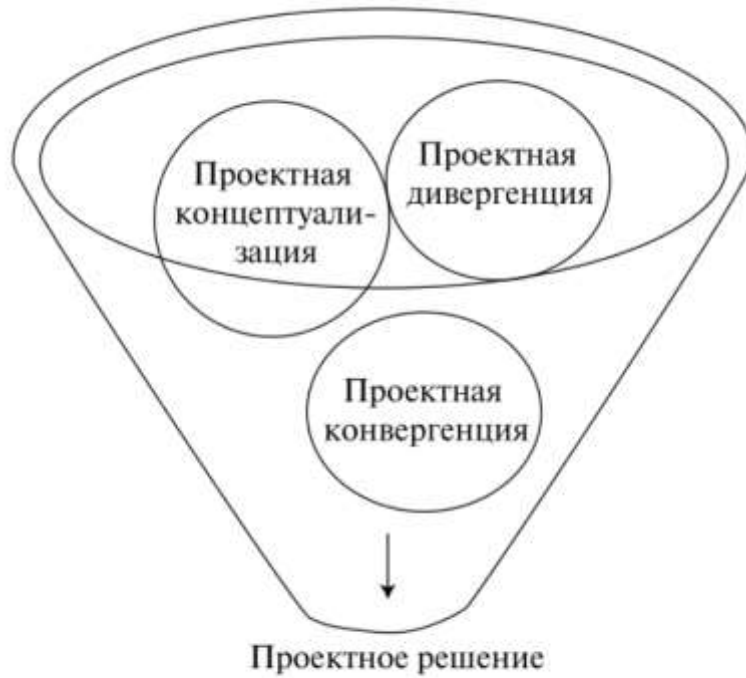 Проектная
концептуали-
зация
Проектная
дивергенция
Проектная
конвергенция
Проектное решение